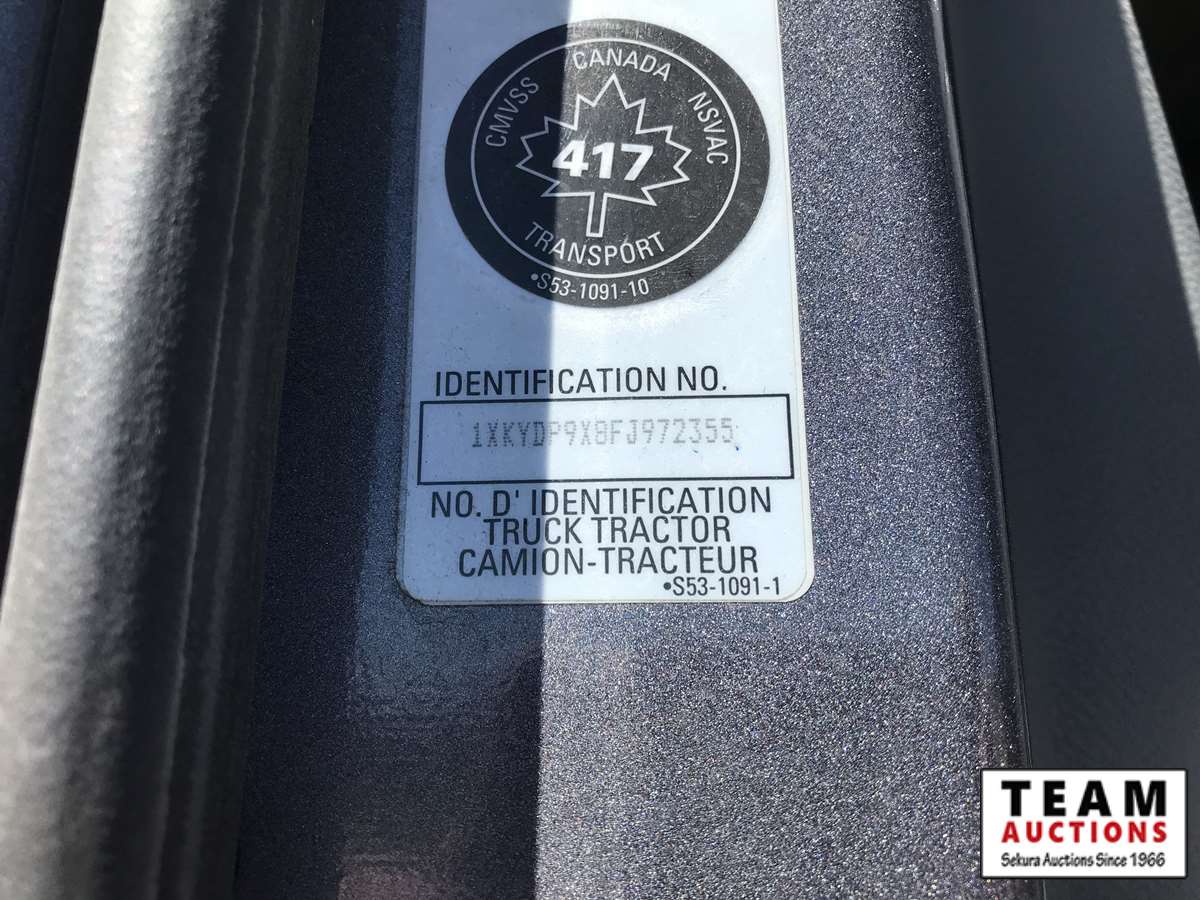 CANADA
CMVSS
NSVAC
417
TRANSPORT
•S53-1091-10
IDENTIFICATION NO.
1XKYDP9X8FJ972355
NO. D' IDENTIFICATION
TRUCK TRACTOR
CAMION-TRACTEUR
•S53-1091-1
TEAM
AUCTIONS
Sekura Auctions Since 1966